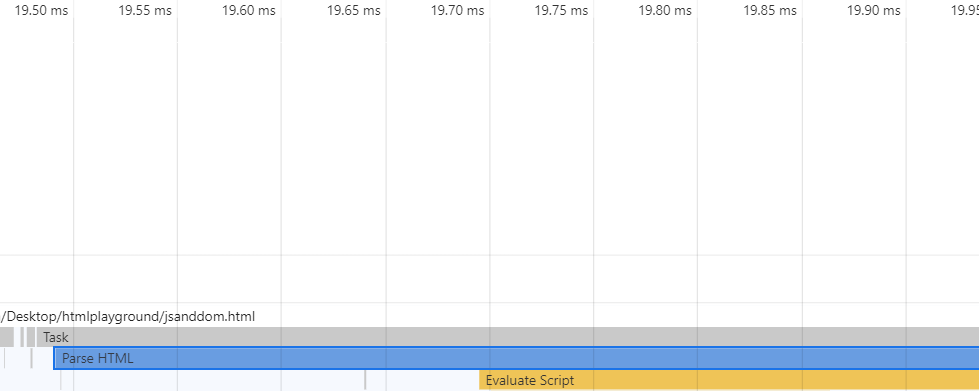 19.50 ms 19.55 ms 19.60 ms 19.65 ms 19.70 ms 19.75 ms 19.80 ms 19.85 ms 19.90 ms 19.95
/Desktop/htmlplayground/jsanddom.html
Task
Parse HTML
Evaluate Script